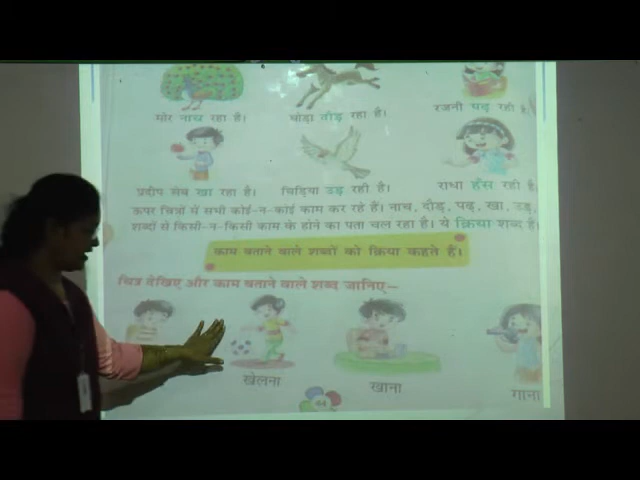 मोर नाच रहा है।
घोड़ा दौड़ रहा है।
रजनी पढ़ रही है
प्रदीप सेब खा रहा है।
चिड़िया उड़ रही है।
राधा हँस रही है
ऊपर चित्रों में सभी कोई-न-कोई काम कर रहे हैं। नाच, दौड़, पढ़, खा, उड़,
शब्दों से किसी-न-किसी काम के होने का पता चल रहा है। ये क्रिया शब्द हैं
काम बताने वाले शब्दों को क्रिया कहते हैं।
चित्र देखिए और काम बताने वाले शब्द जानिए–
खेलना
खाना
गाना
44